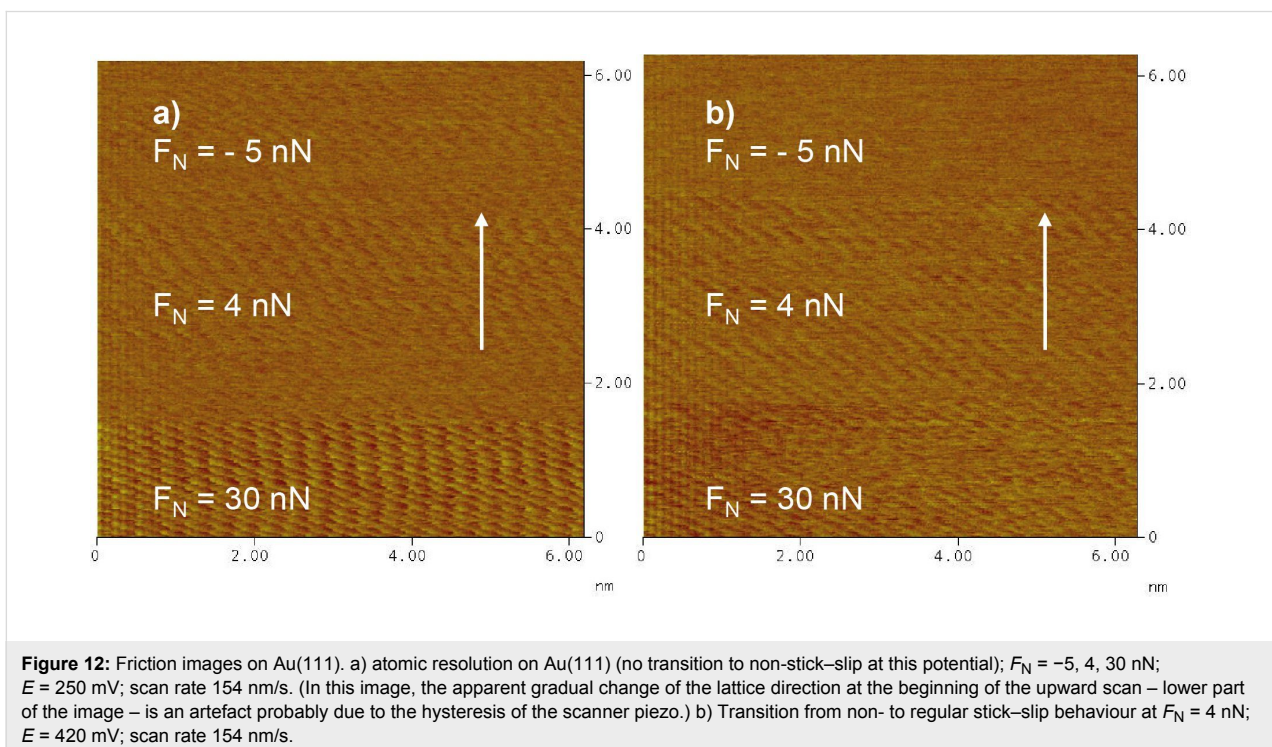 a)
F_N = - 5 nN
F_N = 4 nN
F_N = 30 nN
6.00
4.00
2.00
0
0 2.00 4.00 6.00
nm
b)
F_N = - 5 nN
F_N = 4 nN
F_N = 30 nN
6.00
4.00
2.00
0
0 2.00 4.00 6.00
nm
Figure 12: Friction images on Au(111). a) atomic resolution on Au(111) (no transition to non-stick–slip at this potential); F_N = −5, 4, 30 nN;
E = 250 mV; scan rate 154 nm/s. (In this image, the apparent gradual change of the lattice direction at the beginning of the upward scan – lower part
of the image – is an artefact probably due to the hysteresis of the scanner piezo.) b) Transition from non- to regular stick–slip behaviour at F_N = 4 nN;
E = 420 mV; scan rate 154 nm/s.